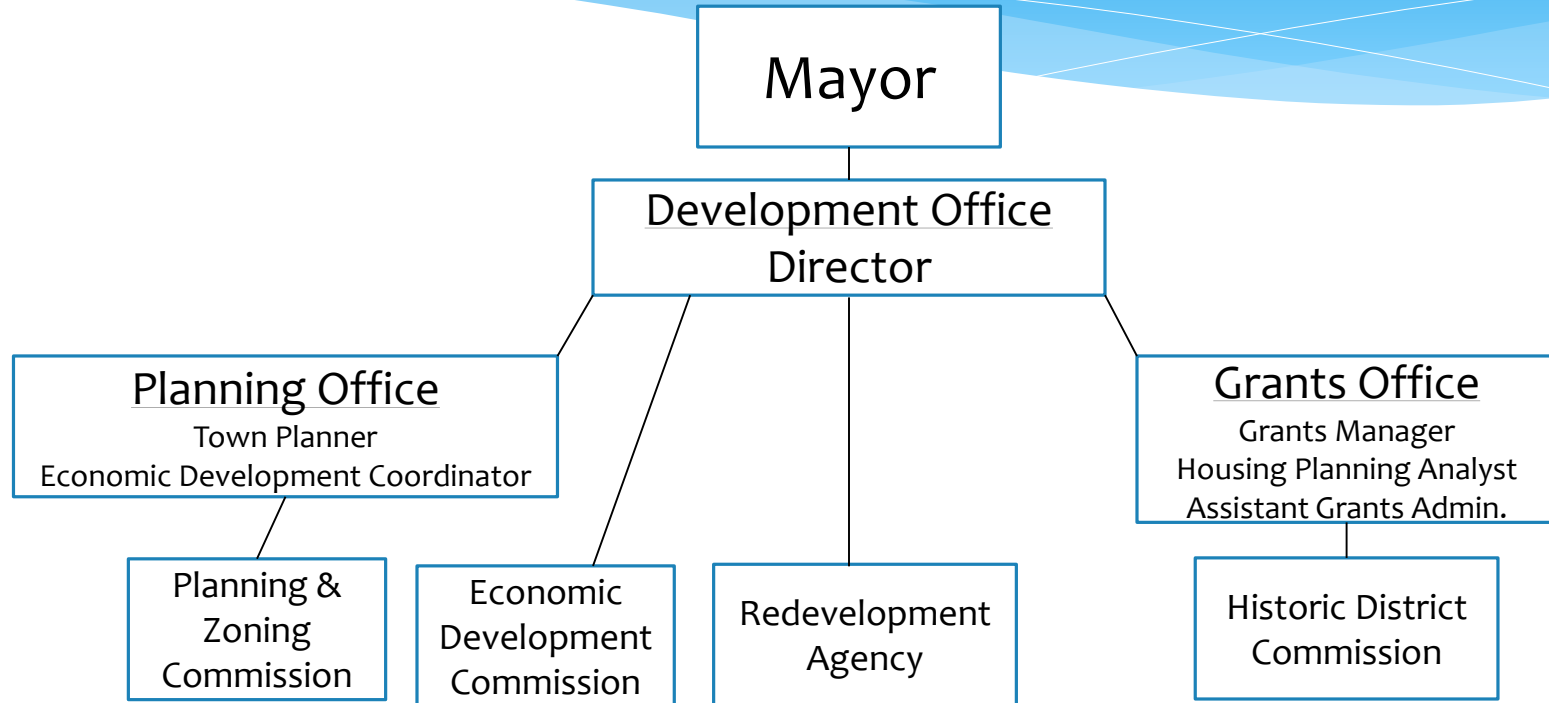 Mayor
Development Office
Director
Planning Office
Town Planner
Economic Development Coordinator
Grants Office
Grants Manager
Housing Planning Analyst
Assistant Grants Admin.
Planning &
Zoning
Commission
Economic
Development
Commission
Redevelopment
Agency
Historic District
Commission